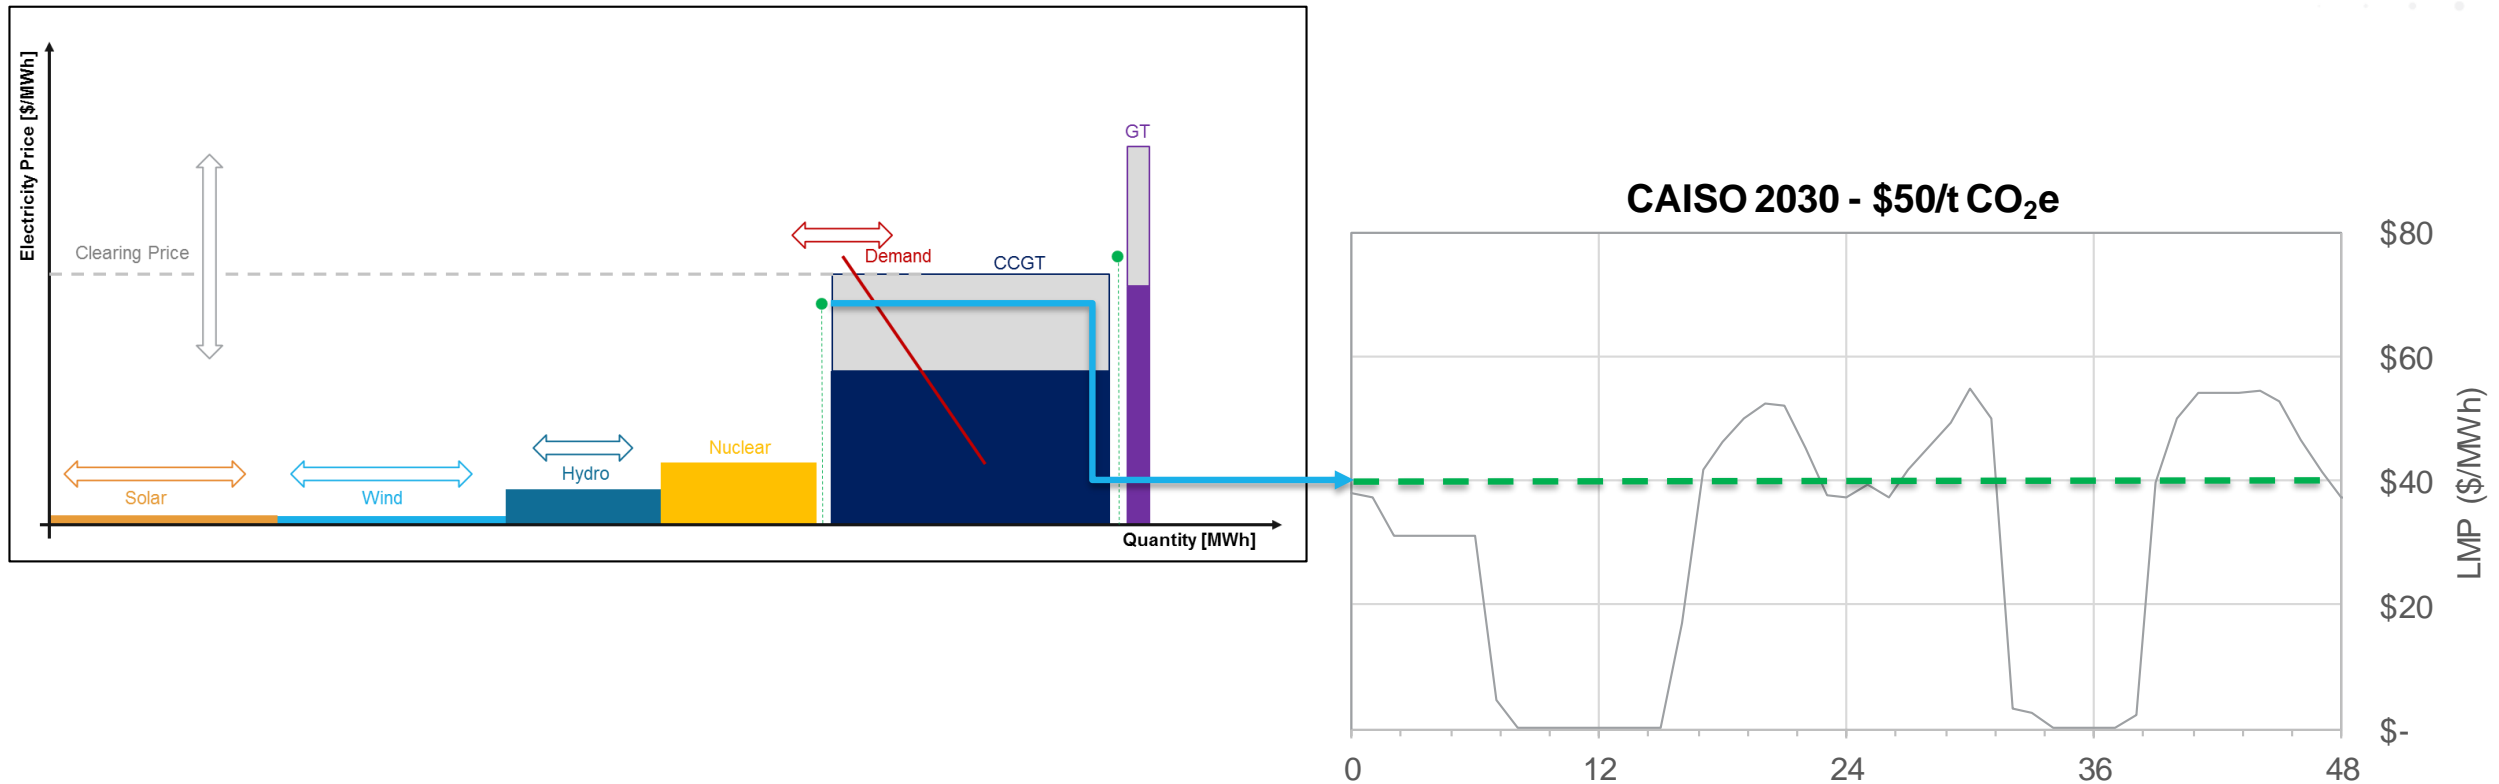 Electricity Price [$/MWh]
Clearing Price
GT
Demand
CCGT
Nuclear
Hydro
Solar
Wind
Quantity [MWh]
CAISO 2030 - $50/t CO₂e
$80
$60
$40
$20
$-
LMP ($/MWh)
0 12 24 36 48